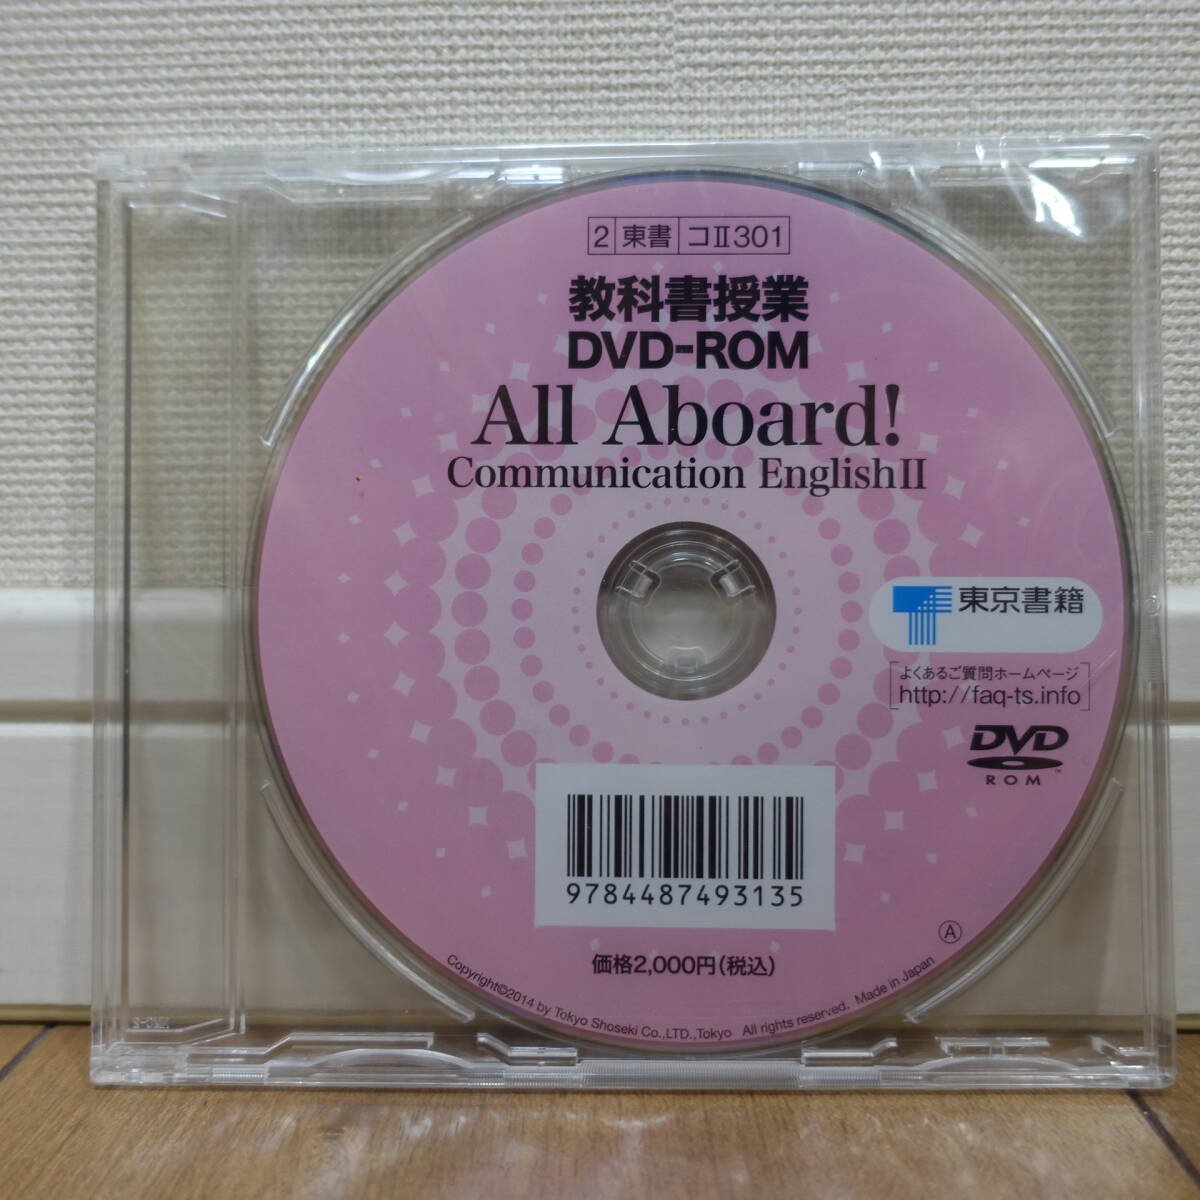 2 東書 コⅡ301
教科書授業
DVD-ROM
All Aboard!
Communication EnglishⅡ
東京書籍
よくあるご質問ホームページ
http://faq-ts.info
DVD
ROM
TM
9784487493135
Ⓐ
価格2,000円(税込)
Copyright©2014 by Tokyo Shoseki Co.,LTD.,Tokyo All rights reserved. Made in Japan